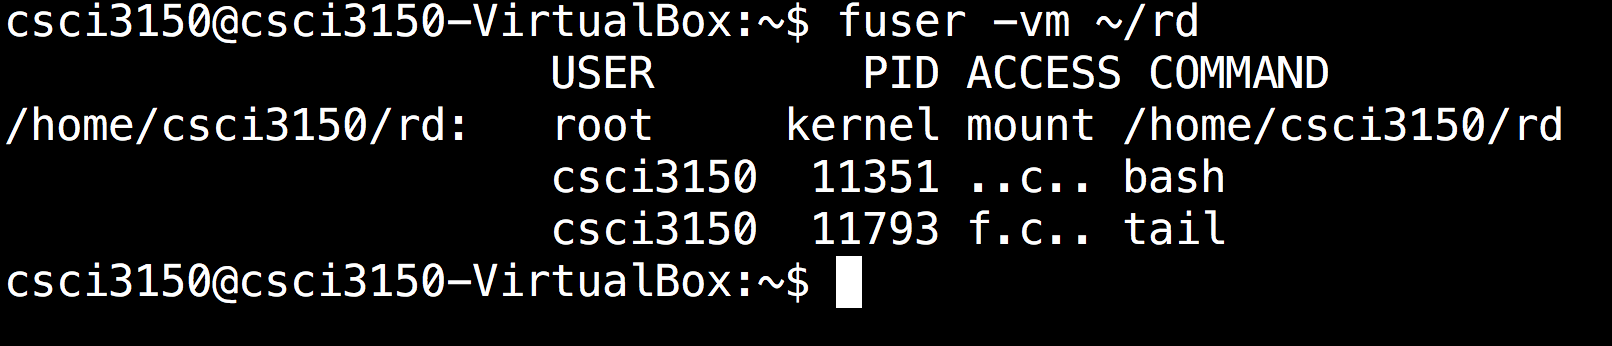 csci3150@csci3150-VirtualBox:~$ fuser -vm ~/rd
                     USER        PID ACCESS COMMAND
/home/csci3150/rd:   root     kernel mount /home/csci3150/rd
                     csci3150  11351 ..c.. bash
                     csci3150  11793 f.c.. tail
csci3150@csci3150-VirtualBox:~$